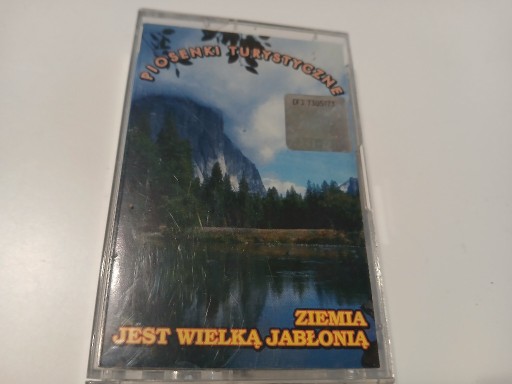 PIOSENKI TURYSTYCZNE
ZIEMIA
JEST WIELKĄ JABŁONIĄ